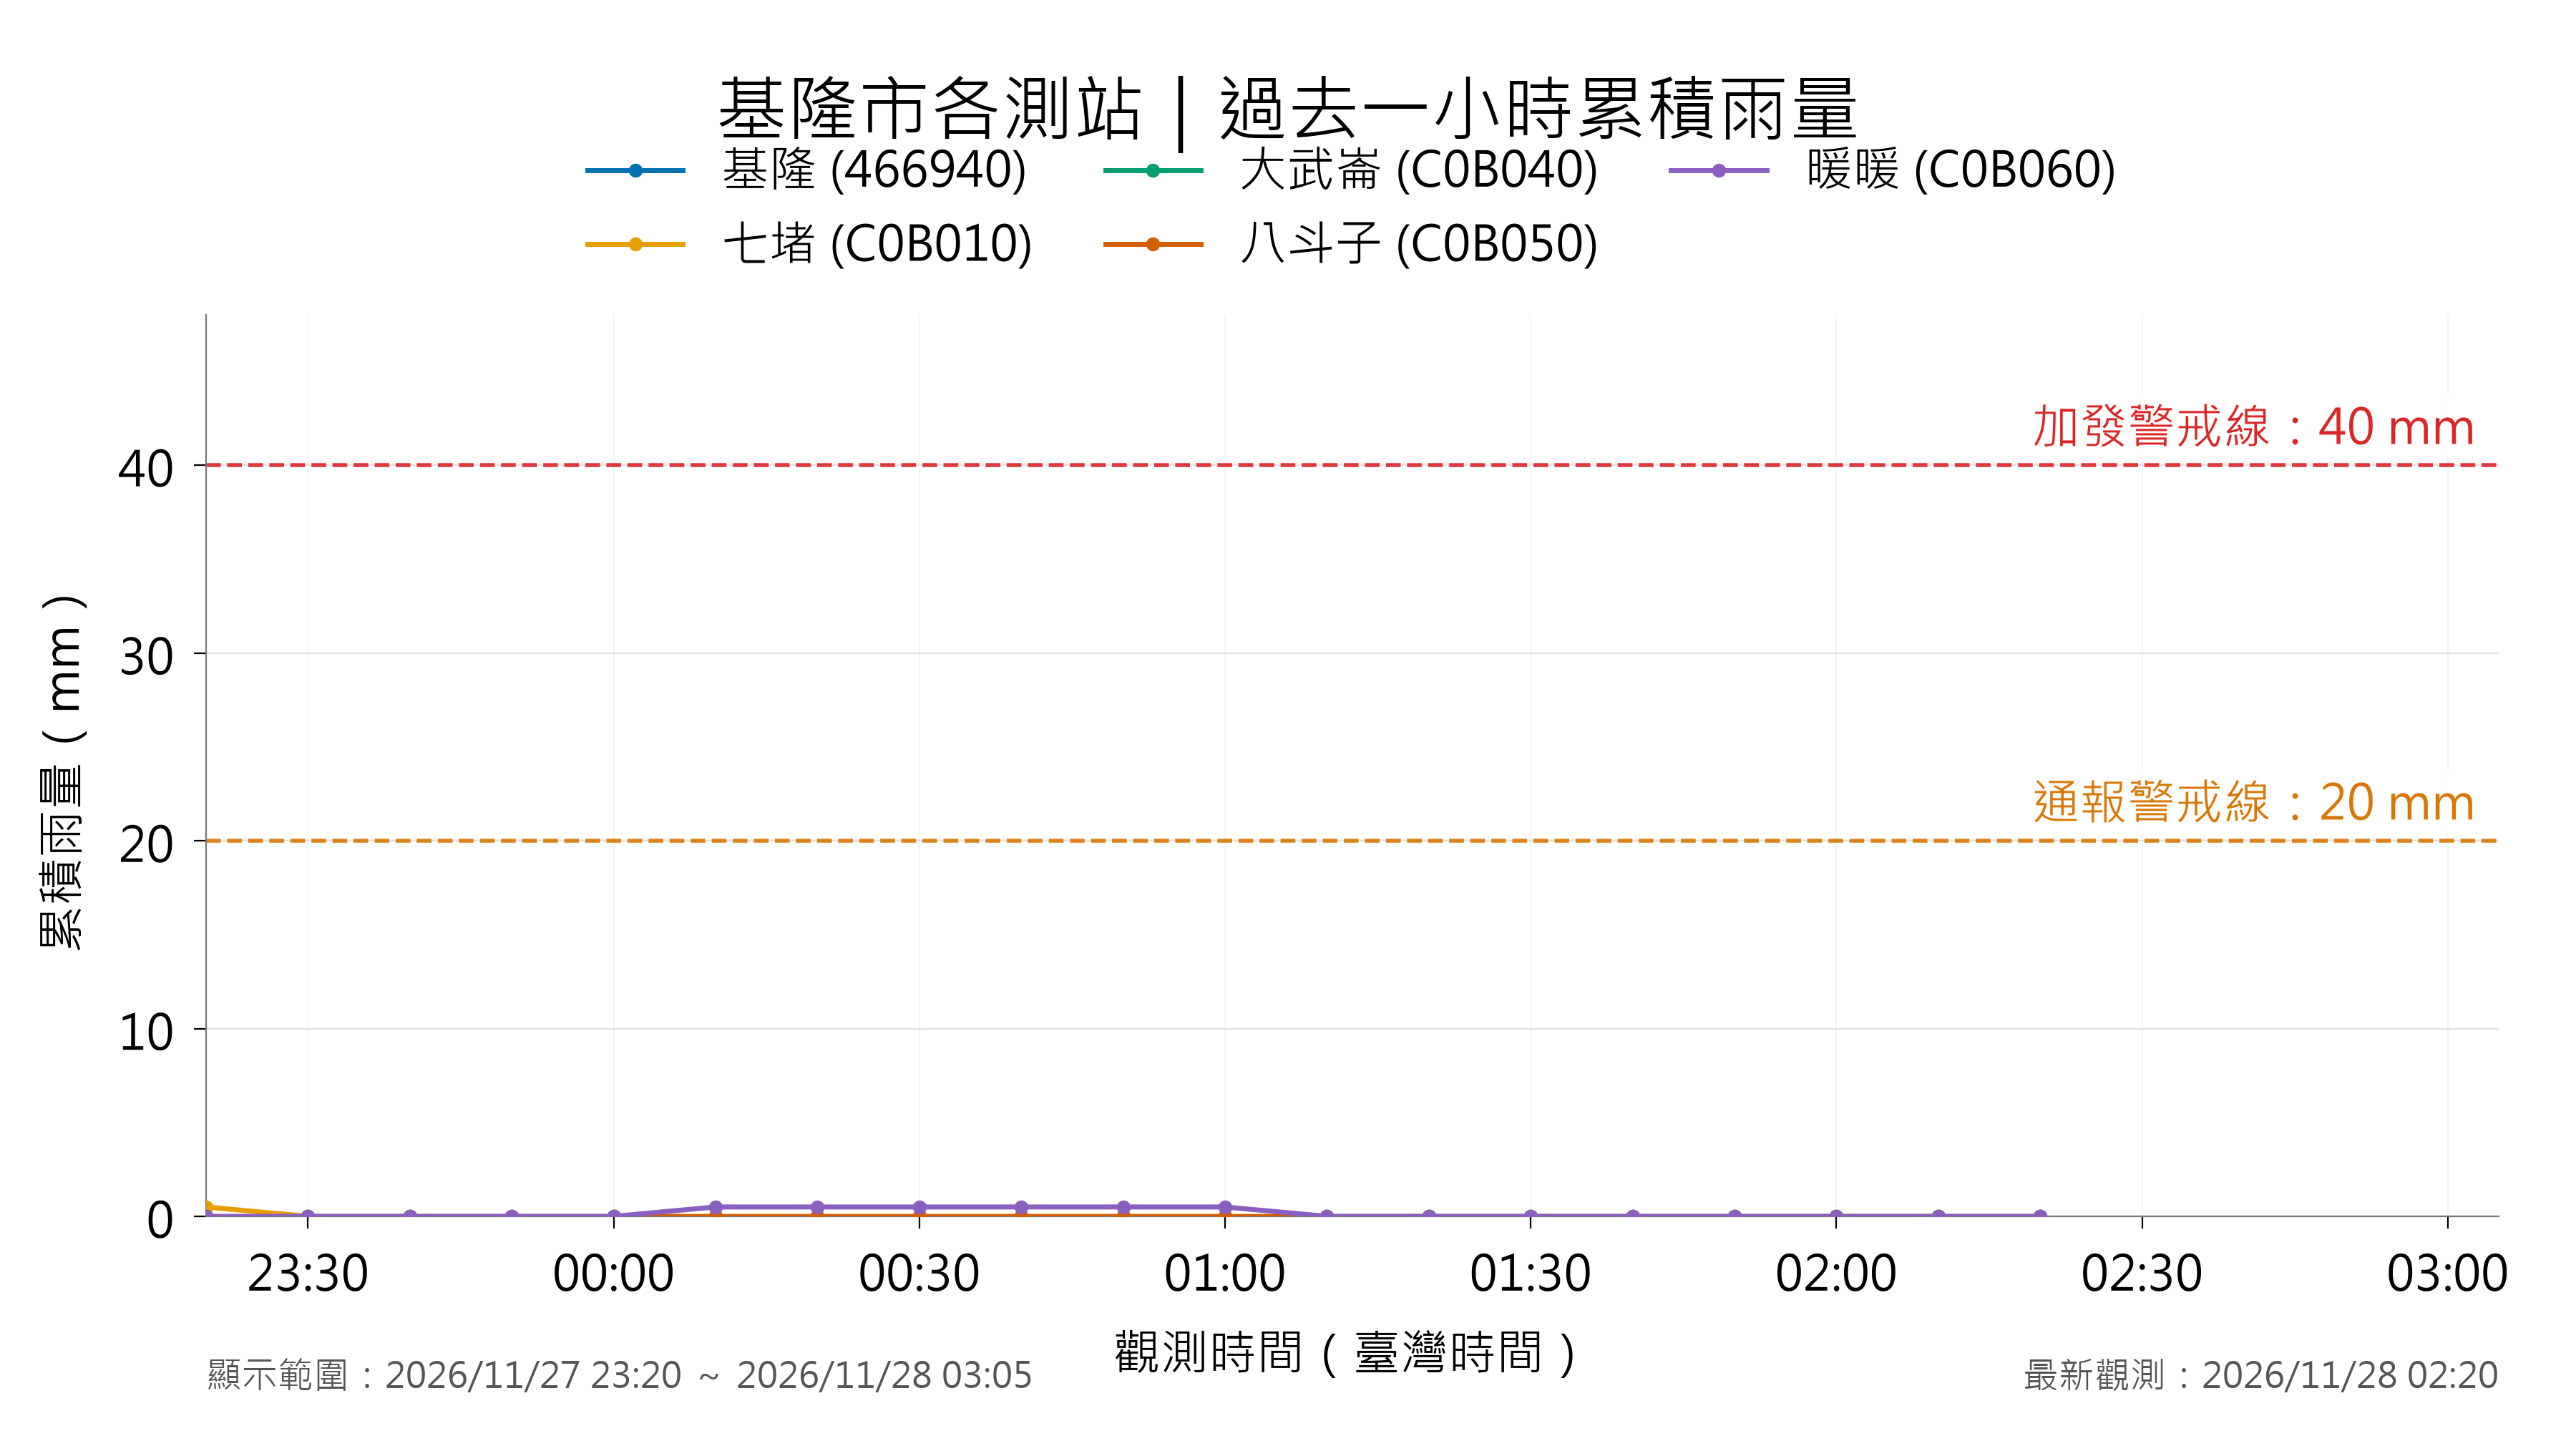 基隆市各測站｜過去一小時累積雨量
基隆 (466940)
大武崙 (C0B040)
暖暖 (C0B060)
七堵 (C0B010)
八斗子 (C0B050)
累積雨量（mm）
40
30
20
10
0
加發警戒線：40 mm
通報警戒線：20 mm
23:30 00:00 00:30 01:00 01:30 02:00 02:30 03:00
觀測時間（臺灣時間）
顯示範圍：2026/11/27 23:20 ~ 2026/11/28 03:05
最新觀測：2026/11/28 02:20